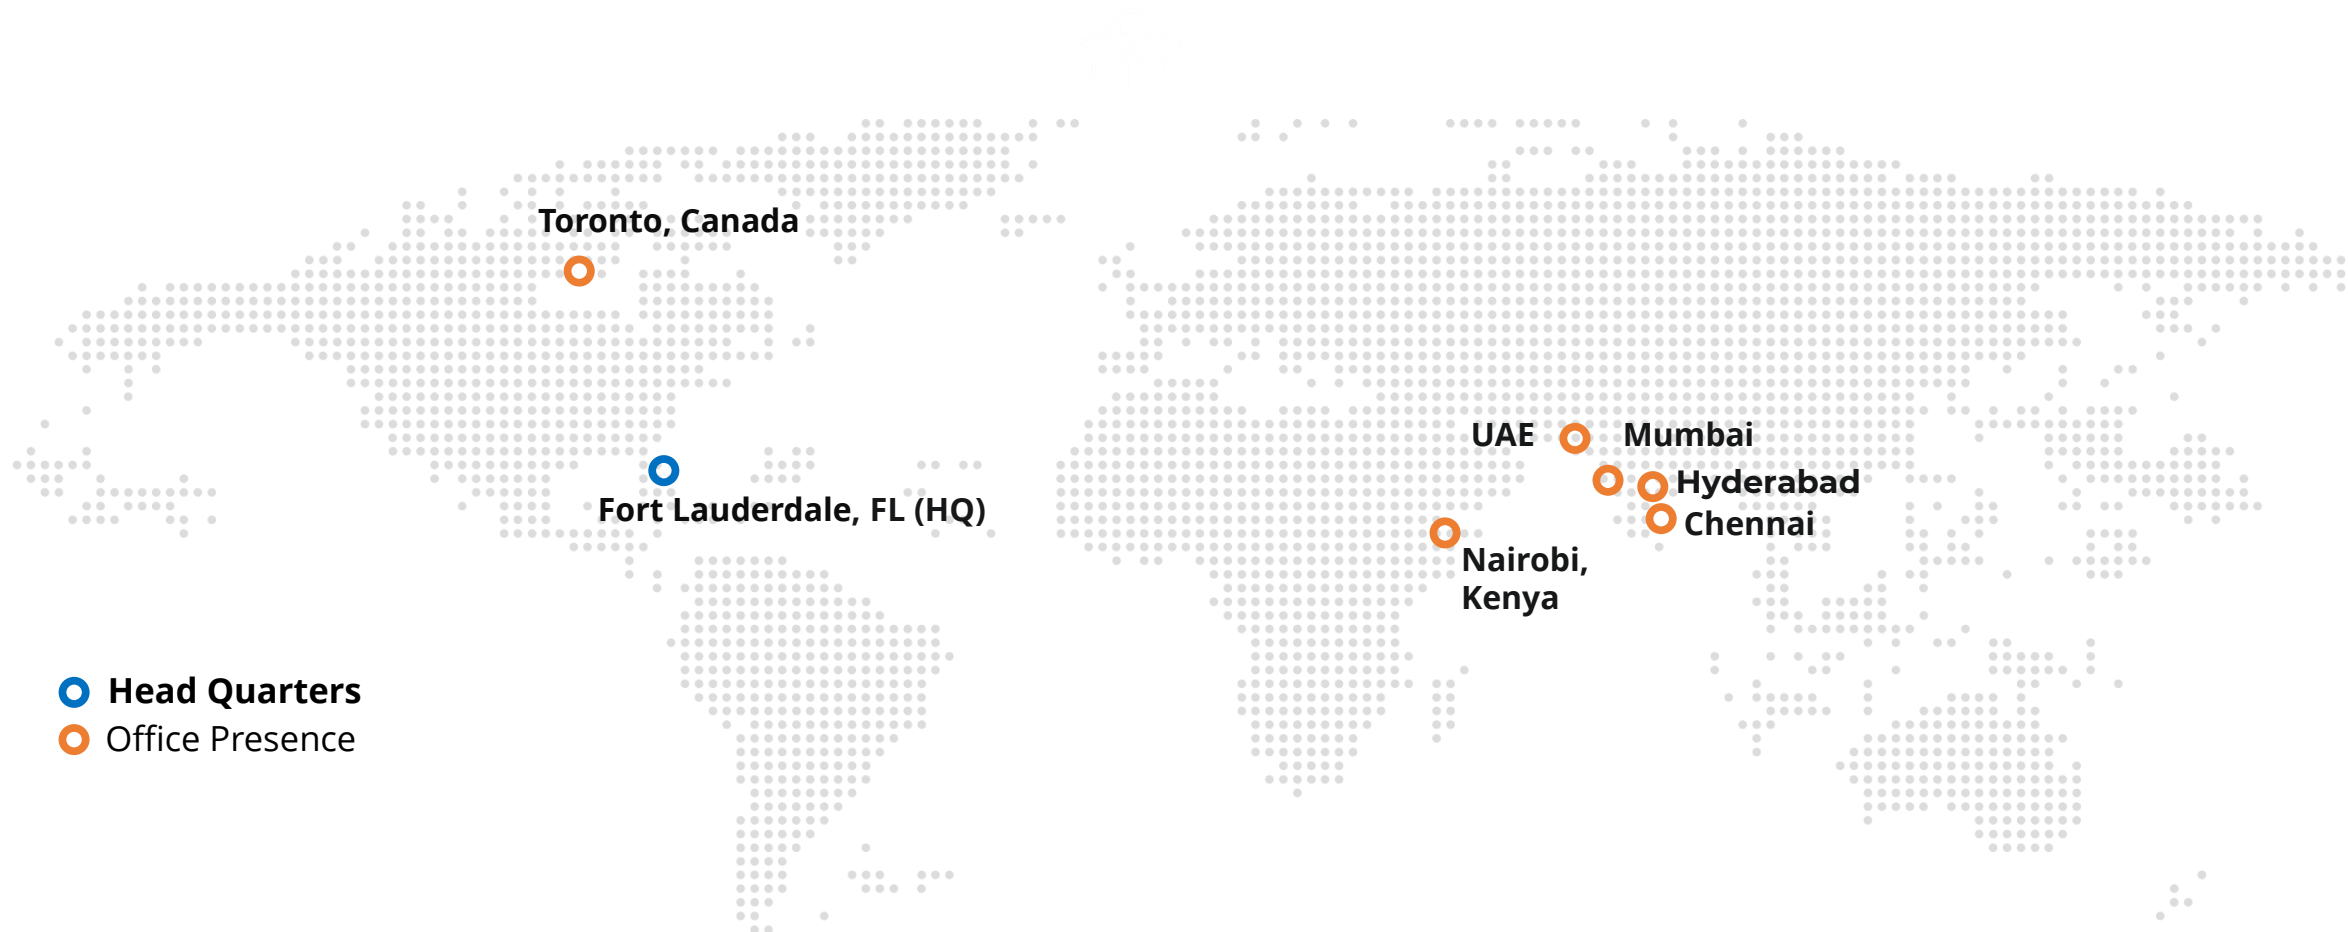 Toronto, Canada
UAE
Mumbai
Hyderabad
Fort Lauderdale, FL (HQ)
Chennai
Nairobi,
Kenya
Head Quarters
Office Presence